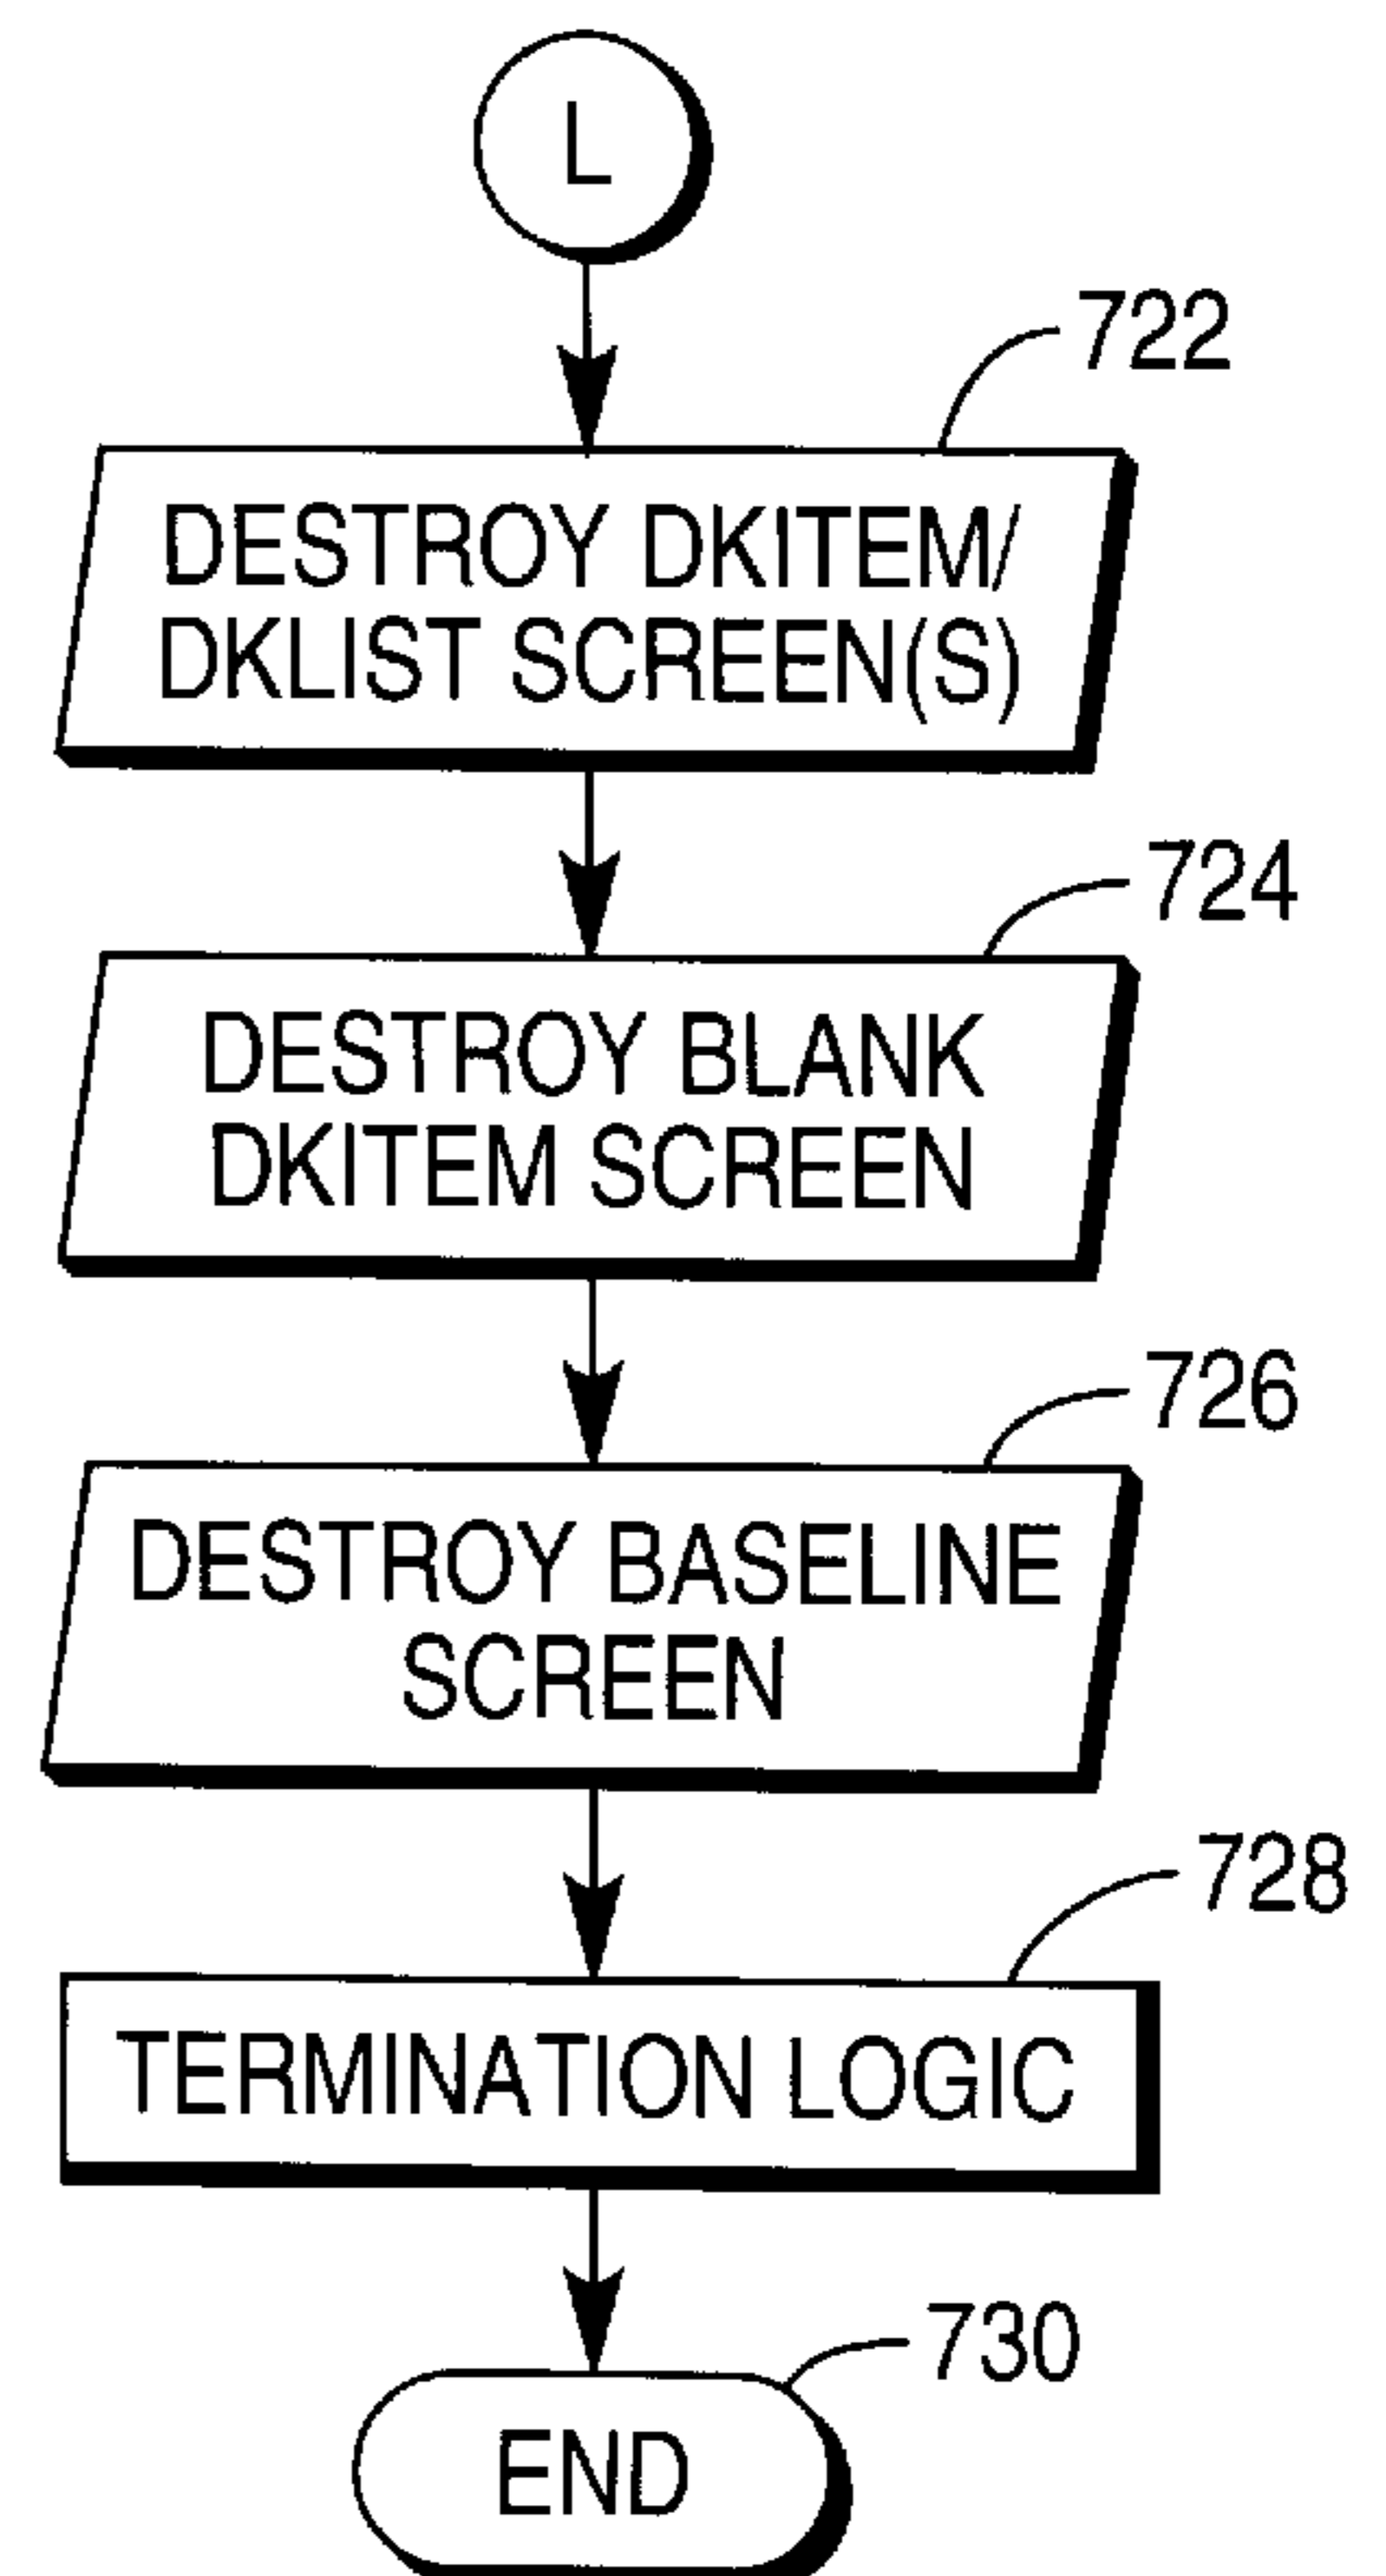 L
722
DESTROY DKITEM/
DKLIST SCREEN(S)
724
DESTROY BLANK
DKITEM SCREEN
726
DESTROY BASELINE
SCREEN
728
TERMINATION LOGIC
730
END